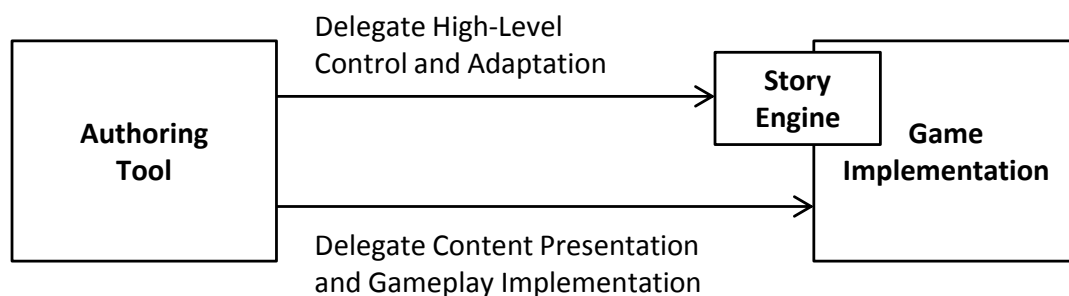 Delegate High-Level
Control and Adaptation
Authoring
Tool
Story
Engine
Game
Implementation
Delegate Content Presentation
and Gameplay Implementation